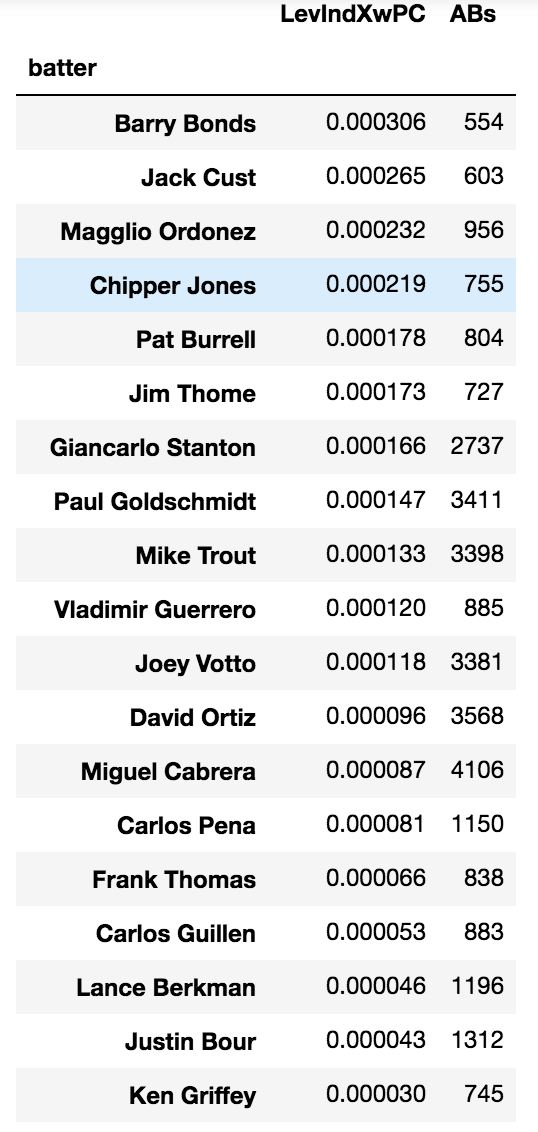 LevIndXwPC ABs
batter
Barry Bonds 0.000306 554
Jack Cust 0.000265 603
Magglio Ordonez 0.000232 956
Chipper Jones 0.000219 755
Pat Burrell 0.000178 804
Jim Thome 0.000173 727
Giancarlo Stanton 0.000166 2737
Paul Goldschmidt 0.000147 3411
Mike Trout 0.000133 3398
Vladimir Guerrero 0.000120 885
Joey Votto 0.000118 3381
David Ortiz 0.000096 3568
Miguel Cabrera 0.000087 4106
Carlos Pena 0.000081 1150
Frank Thomas 0.000066 838
Carlos Guillen 0.000053 883
Lance Berkman 0.000046 1196
Justin Bour 0.000043 1312
Ken Griffey 0.000030 745